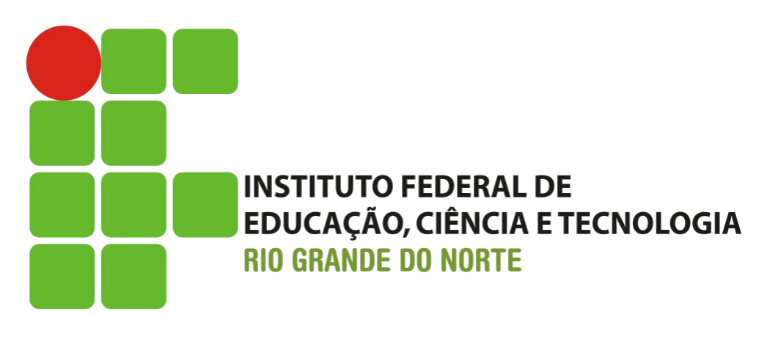 INSTITUTO FEDERAL DE
EDUCAÇÃO, CIÊNCIA E TECNOLOGIA
RIO GRANDE DO NORTE